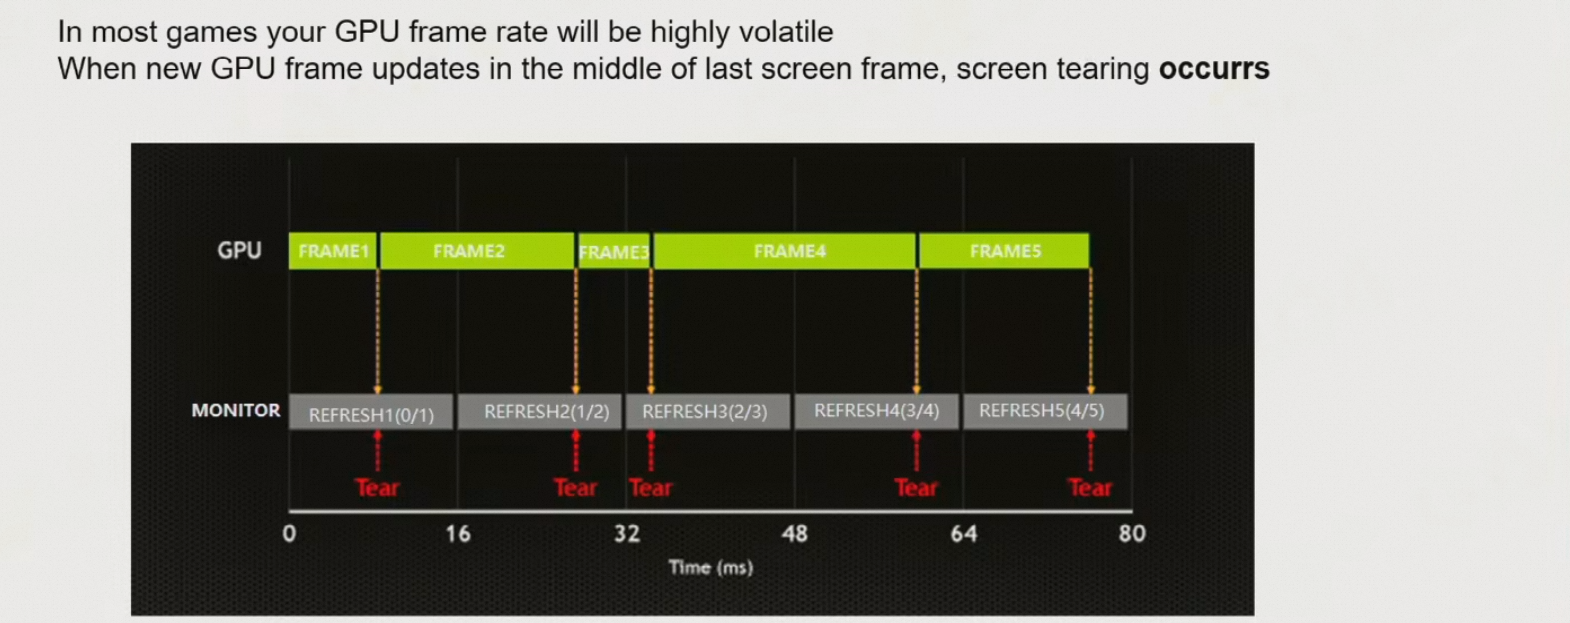 In most games your GPU frame rate will be highly volatile
When new GPU frame updates in the middle of last screen frame, screen tearing occurrs
GPU FRAME1 FRAME2 FRAME3 FRAME4 FRAME5
MONITOR REFRESH1(0/1) REFRESH2(1/2) REFRESH3(2/3) REFRESH4(3/4) REFRESH5(4/5)
Tear Tear Tear Tear Tear
0 16 32 48 64 80
Time (ms)